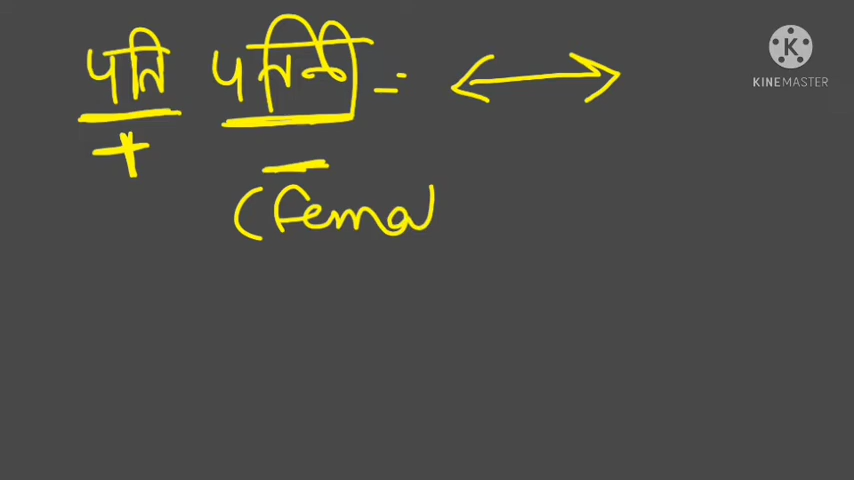 पति पत्नि = ↔
+ —
(Femal
KINEMASTER